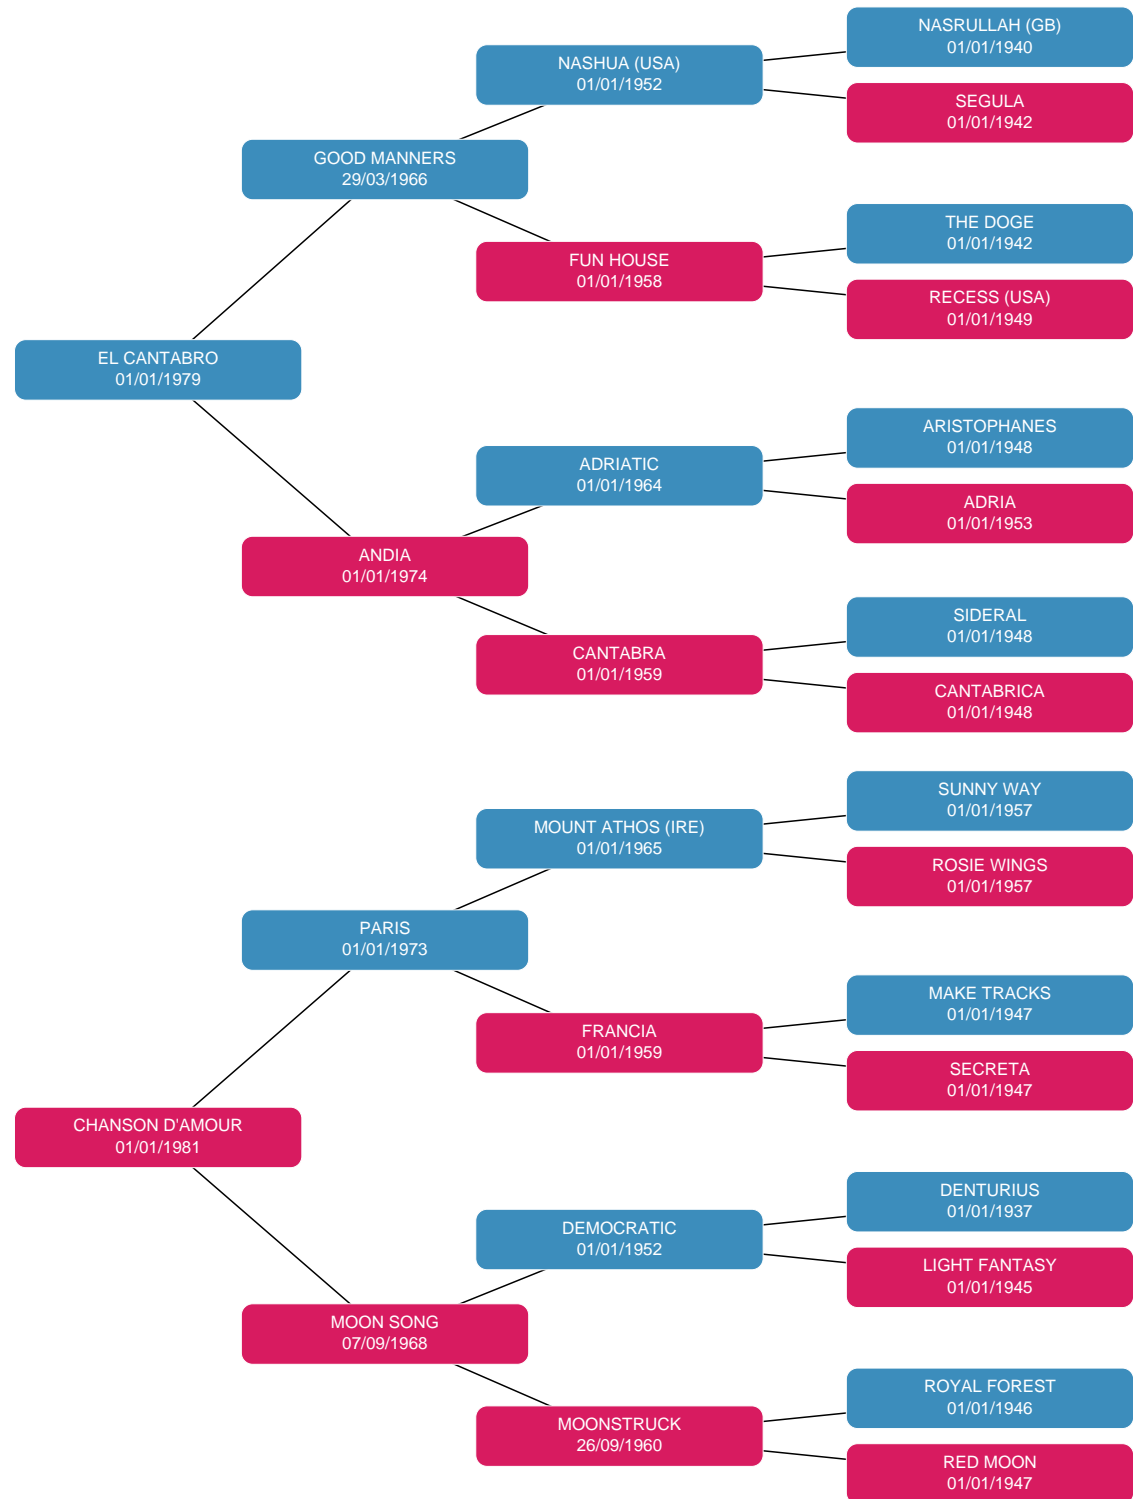 NASRULLAH (GB)
01/01/1940
NASHUA (USA)
01/01/1952
SEGULA
01/01/1942
GOOD MANNERS
29/03/1966
THE DOGE
01/01/1942
FUN HOUSE
01/01/1958
RECESS (USA)
01/01/1949
EL CANTABRO
01/01/1979
ARISTOPHANES
01/01/1948
ADRIATIC
01/01/1964
ADRIA
01/01/1953
ANDIA
01/01/1974
SIDERAL
01/01/1948
CANTABRA
01/01/1959
CANTABRICA
01/01/1948
SUNNY WAY
01/01/1957
MOUNT ATHOS (IRE)
01/01/1965
ROSIE WINGS
01/01/1957
PARIS
01/01/1973
MAKE TRACKS
01/01/1947
FRANCIA
01/01/1959
SECRETA
01/01/1947
CHANSON D'AMOUR
01/01/1981
DENTURIUS
01/01/1937
DEMOCRATIC
01/01/1952
LIGHT FANTASY
01/01/1945
MOON SONG
07/09/1968
ROYAL FOREST
01/01/1946
MOONSTRUCK
26/09/1960
RED MOON
01/01/1947